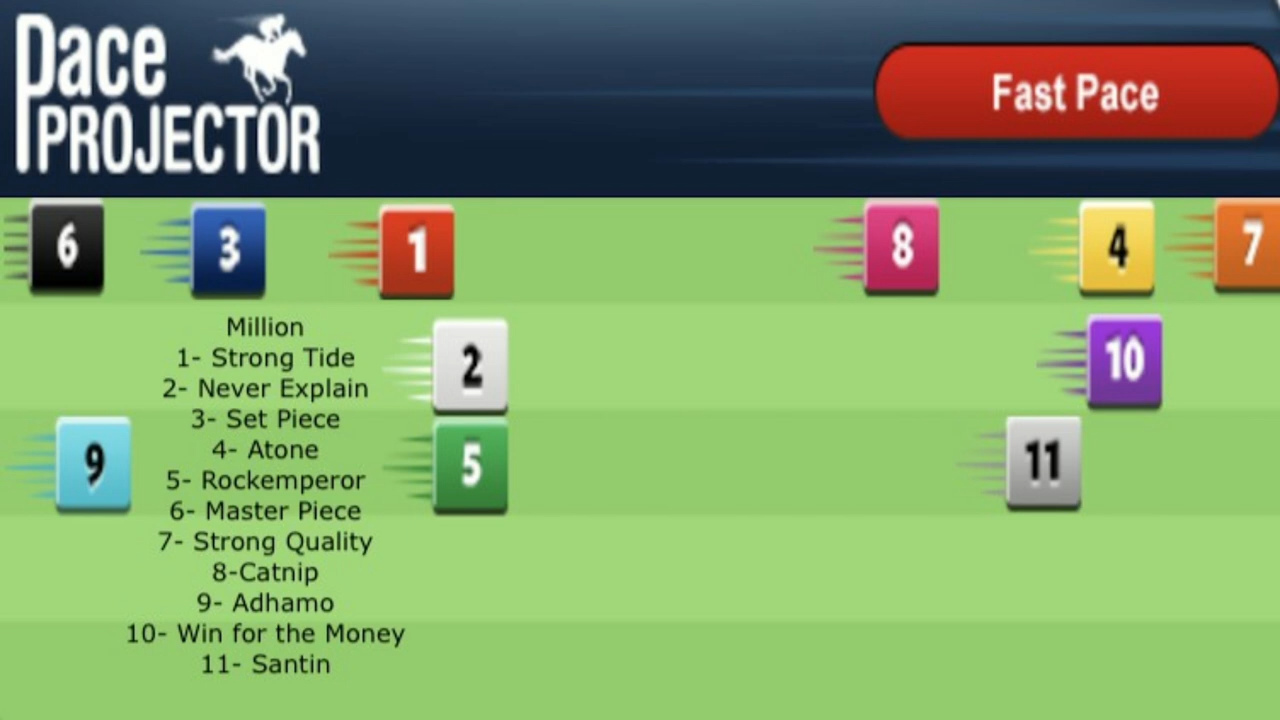 Pace
PROJECTOR
Fast Pace
6 3 1 8 4 7
2 10
9 5 11
Million
1- Strong Tide
2- Never Explain
3- Set Piece
4- Atone
5- Rockemperor
6- Master Piece
7- Strong Quality
8-Catnip
9- Adhamo
10- Win for the Money
11- Santin